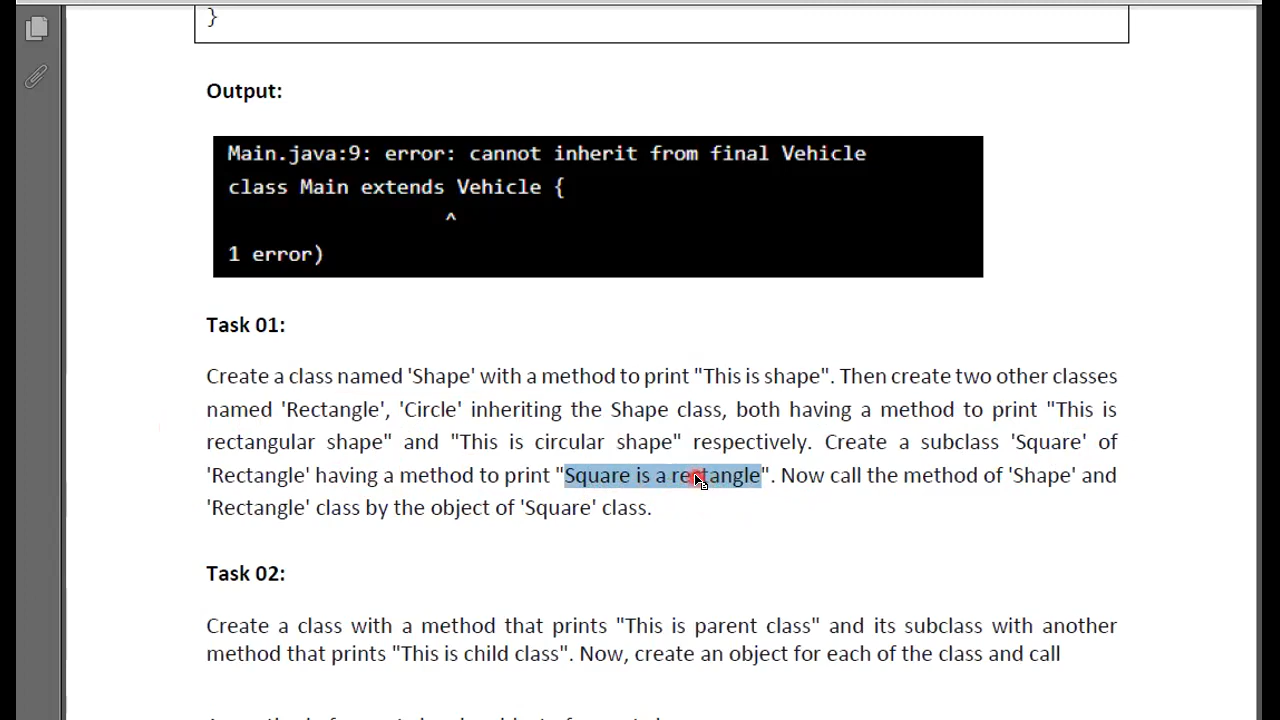 }
Output:
Main.java:9: error: cannot inherit from final Vehicle
class Main extends Vehicle {
^
1 error)
Task 01:
Create a class named 'Shape' with a method to print "This is shape". Then create two other classes
named 'Rectangle', 'Circle' inheriting the Shape class, both having a method to print "This is
rectangular shape" and "This is circular shape" respectively. Create a subclass 'Square' of
'Rectangle' having a method to print "Square is a rectangle". Now call the method of 'Shape' and
'Rectangle' class by the object of 'Square' class.
Task 02:
Create a class with a method that prints "This is parent class" and its subclass with another
method that prints "This is child class". Now, create an object for each of the class and call